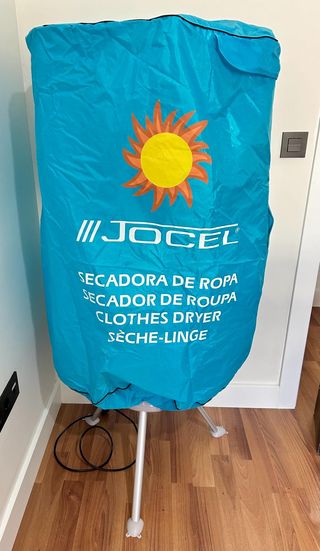 JOCEL
SECADORA DE ROPA
SECADOR DE ROUPA
CLOTHES DRYER
SÈCHE-LINGE